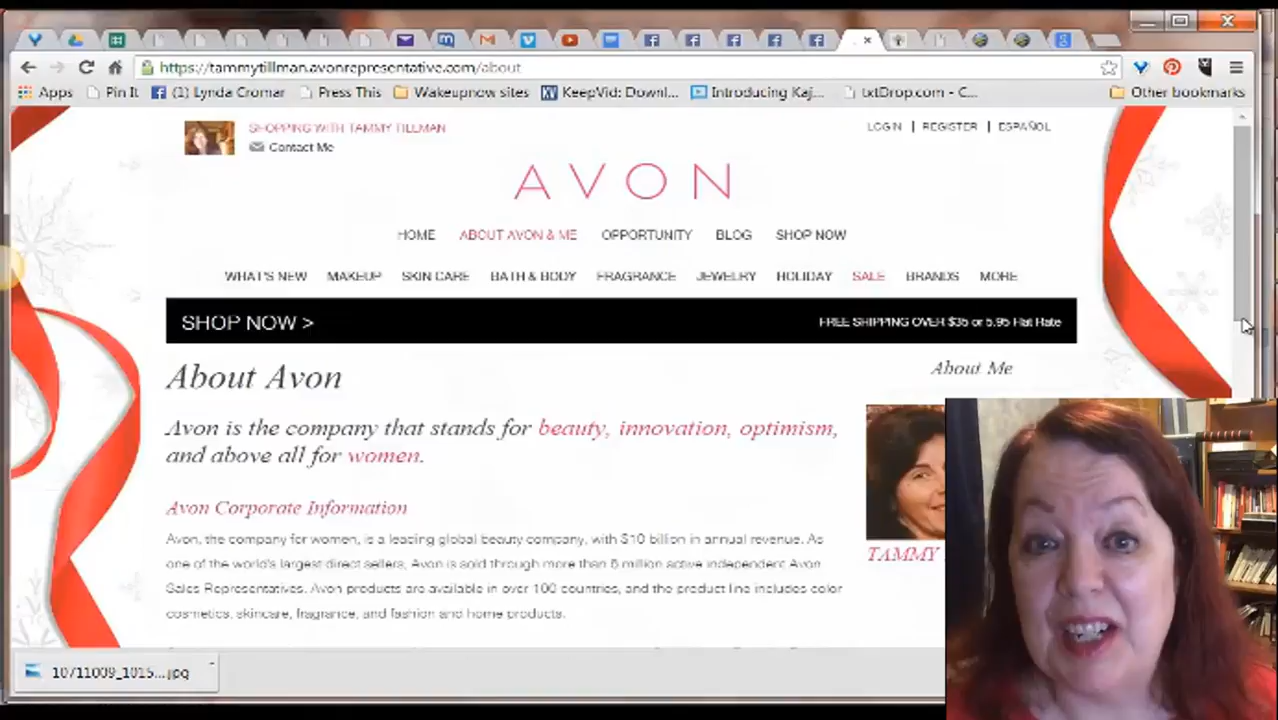 https://tammytillman.avonrepresentative.com/about
Apps Pin It (1) Lynda Cromar Press This Wakeupnow sites KeepVid: Downl... Introducing Kaj... txtDrop.com - C... Other bookmarks
SHOPPING WITH TAMMY TILLMAN
Contact Me
LOGIN | REGISTER | ESPAÑOL
AVON
HOME ABOUT AVON & ME OPPORTUNITY BLOG SHOP NOW
WHAT'S NEW MAKEUP SKIN CARE BATH & BODY FRAGRANCE JEWELRY HOLIDAY SALE BRANDS MORE
SHOP NOW > FREE SHIPPING OVER $35 or 5.95 Flat Rate
About Avon
About Me
Avon is the company that stands for beauty, innovation, optimism,
and above all for women.
Avon Corporate Information
Avon, the company for women, is a leading global beauty company, with $10 billion in annual revenue. As
one of the world's largest direct sellers, Avon is sold through more than 6 million active independent Avon
Sales Representatives. Avon products are available in over 100 countries, and the product line includes color
cosmetics, skincare, fragrance, and fashion and home products.
TAMMY
10711009_1015...jpg